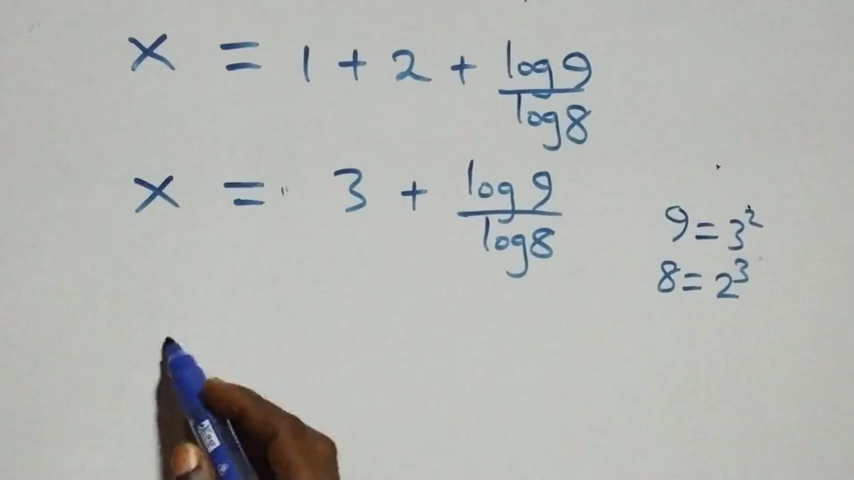 x = 1 + 2 + log9/log8
x = 3 + log9/log8
9 = 3²
8 = 2³